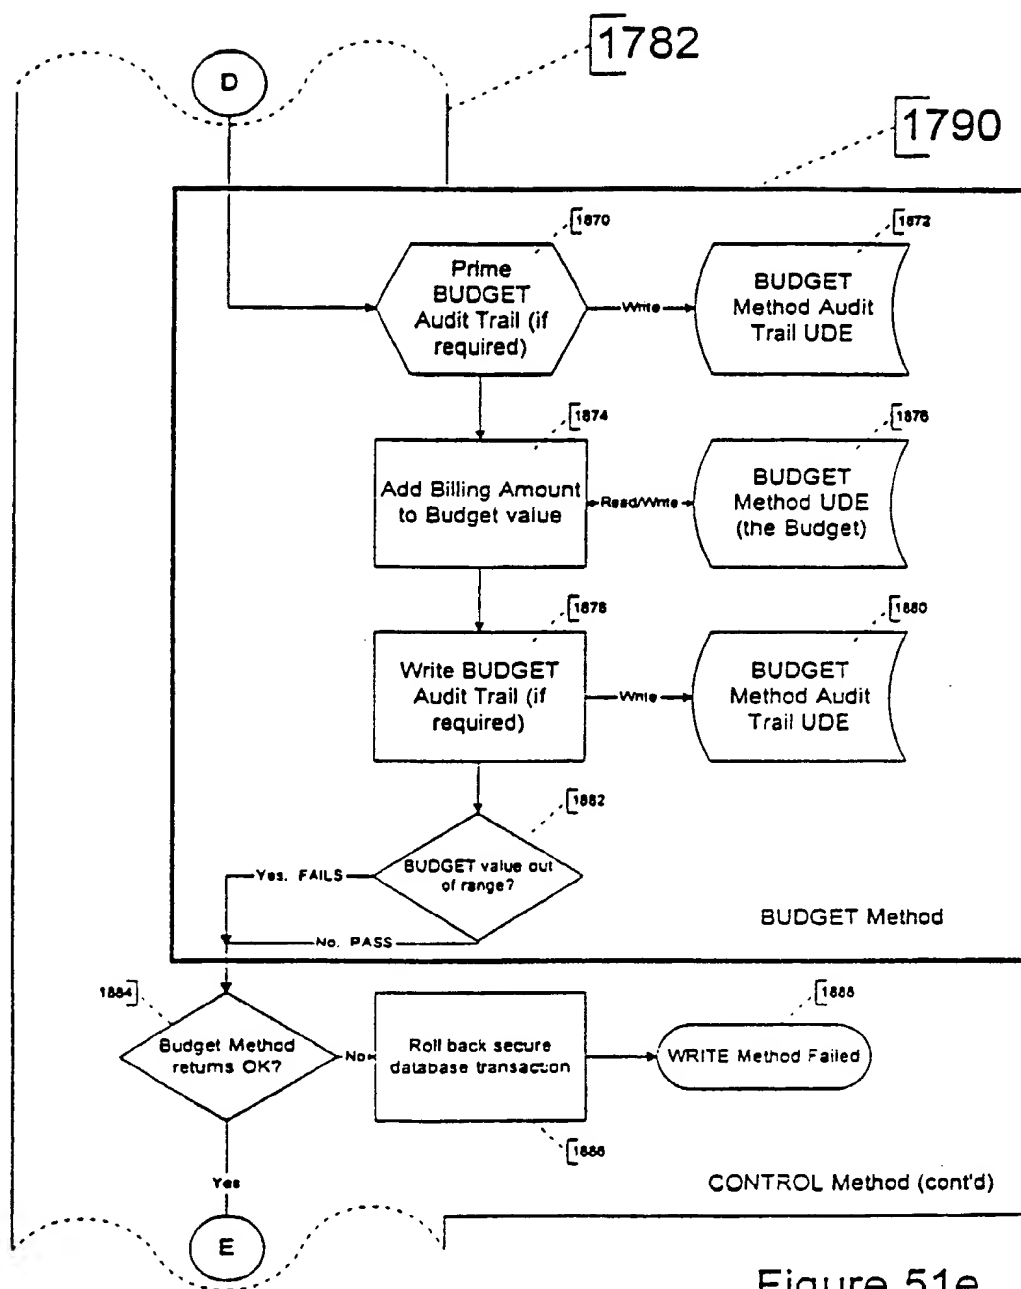 1782
D
1790
1870
Prime
BUDGET
Audit Trail (if
required)
Write
1872
BUDGET
Method Audit
Trail UDE
1874
Add Billing Amount
to Budget value
Read/Write
1876
BUDGET
Method UDE
(the Budget)
1878
Write BUDGET
Audit Trail (if
required)
Write
1880
BUDGET
Method Audit
Trail UDE
1882
BUDGET value out
of range?
Yes. FAILS
No. PASS
BUDGET Method
1884
Budget Method
returns OK?
No
Roll back secure
database transaction
1886
1888
WRITE Method Failed
Yes
CONTROL Method (cont'd)
E
Figure 51e